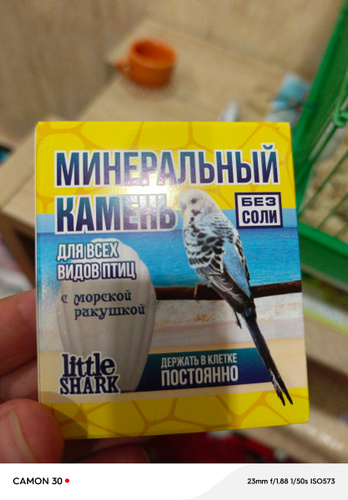 МИНЕРАЛЬНЫЙ
КАМЕНЬ
БЕЗ
СОЛИ
ДЛЯ ВСЕХ
ВИДОВ ПТИЦ
с морской
ракушкой
little
SHARK
ДЕРЖАТЬ В КЛЕТКЕ
ПОСТОЯННО
CAMON 30
23mm f/1.88 1/50s ISO573